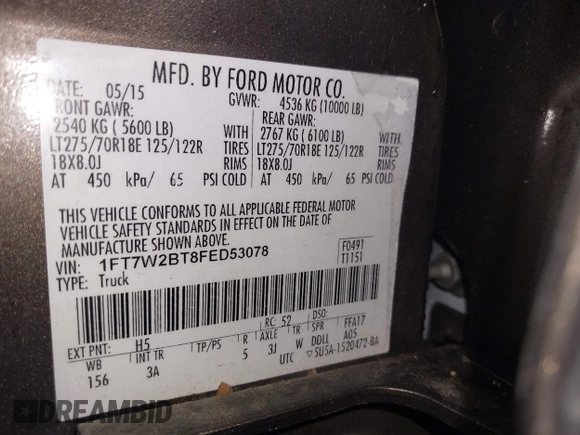 MFD. BY FORD MOTOR CO.
DATE: 05/15 GVWR: 4536 KG (10000 LB)
FRONT GAWR: REAR GAWR:
2540 KG ( 5600 LB) WITH 2767 KG ( 6100 LB) WITH
LT275/70R18E 125/122R TIRES LT275/70R18E 125/122R TIRES
18X8.0J RIMS 18X8.0J RIMS
AT 450 kPa/ 65 PSI COLD AT 450 kPa/ 65 PSI COLD
THIS VEHICLE CONFORMS TO ALL APPLICABLE FEDERAL MOTOR
VEHICLE SAFETY STANDARDS IN EFFECT ON THE DATE OF
MANUFACTURE SHOWN ABOVE.
VIN: 1FT7W2BT8FED53078 F0491
TYPE: Truck T1151
EXT PNT: H5 RC: 52 DSO:
WB INT TR TP/PS R AXLE TR SPR FFA17
156 3A 5 3J W DDLL A05
UTC ▽5U5A-1520472-BA
DREAMBID